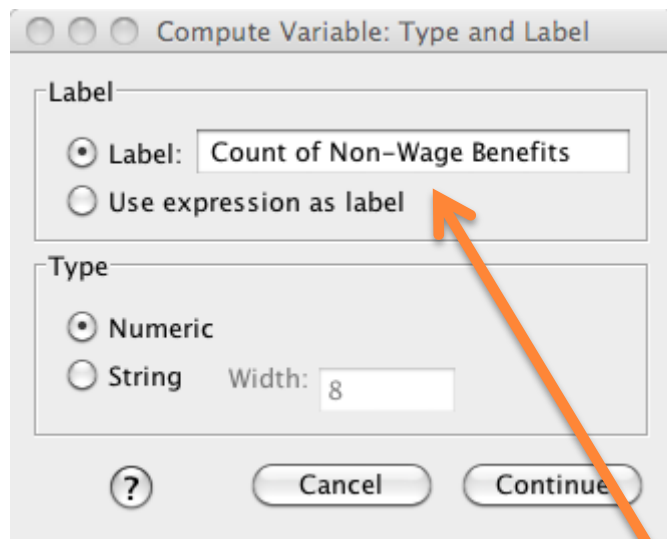 Compute Variable: Type and Label
Label
Label: Count of Non-Wage Benefits
Use expression as label
Type
Numeric
String Width: 8
? Cancel Continue